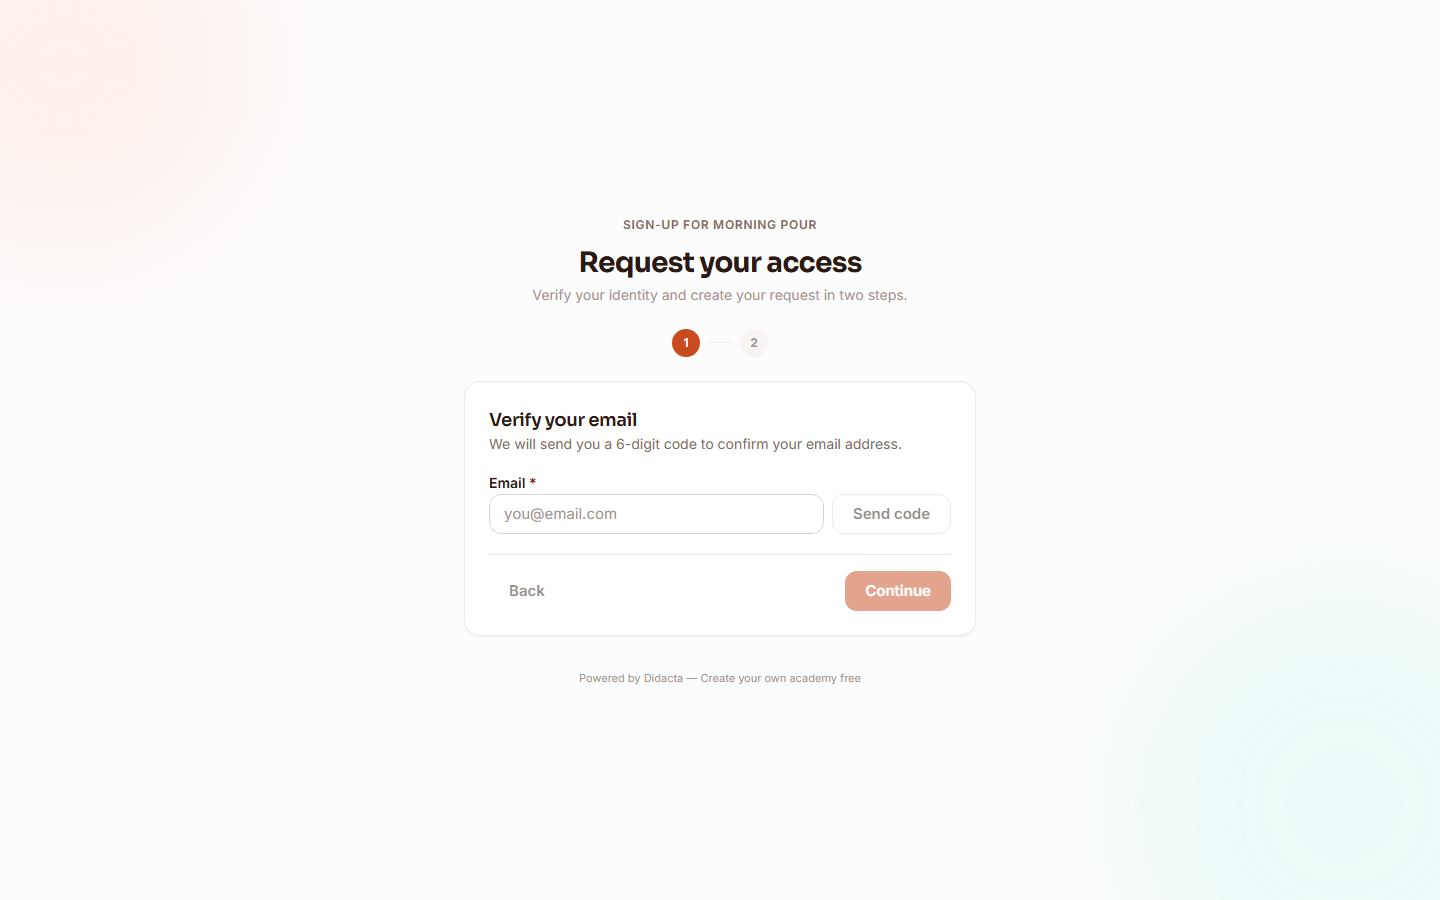 SIGN-UP FOR MORNING POUR
Request your access
Verify your identity and create your request in two steps.
1
2
Verify your email
We will send you a 6-digit code to confirm your email address.
Email *
you@email.com
Send code
Back
Continue
Powered by Didacta — Create your own academy free